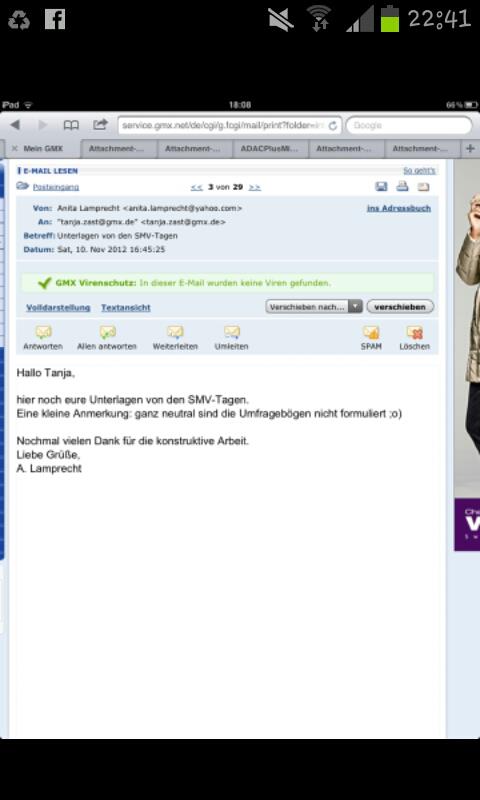 22:41
iPad 18:08 66%
service.gmx.net/de/cgi/g.fcgi/mail/print?folder=in
Google
Mein GMX Attachment-... Attachment-... ADACPlusMi... Attachment-... Attachment-...
E-MAIL LESEN So geht's
Posteingang << 3 von 29 >>
Von: Anita Lamprecht <anita.lamprecht@yahoo.com> ins Adressbuch
An: "tanja.zast@gmx.de" <tanja.zast@gmx.de>
Betreff: Unterlagen von den SMV-Tagen
Datum: Sat, 10. Nov 2012 16:45:25
GMX Virenschutz: In dieser E-Mail wurden keine Viren gefunden.
Volldarstellung Textansicht Verschieben nach... verschieben
Antworten Allen antworten Weiterleiten Umleiten SPAM Löschen
Hallo Tanja,
hier noch eure Unterlagen von den SMV-Tagen.
Eine kleine Anmerkung: ganz neutral sind die Umfragebögen nicht formuliert ;o)
Nochmal vielen Dank für die konstruktive Arbeit.
Liebe Grüße,
A. Lamprecht